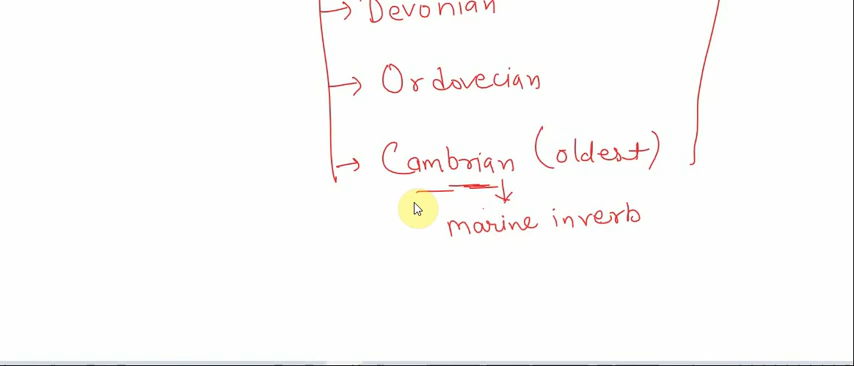 → Devonian
→ Ordovecian
→ Cambrian (oldest)
marine inverb